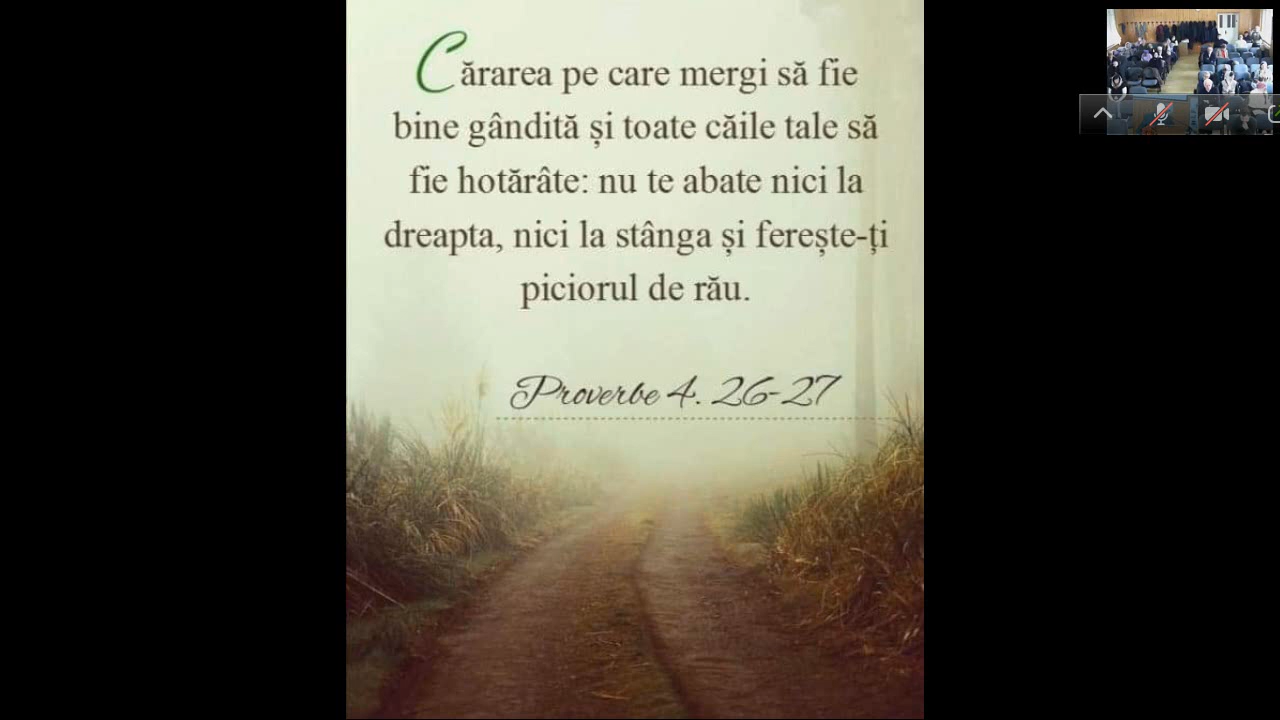 Cărarea pe care mergi să fie
bine gândită și toate căile tale să
fie hotărâte: nu te abate nici la
dreapta, nici la stânga și ferește-ți
piciorul de rău.
Proverbe 4. 26-27